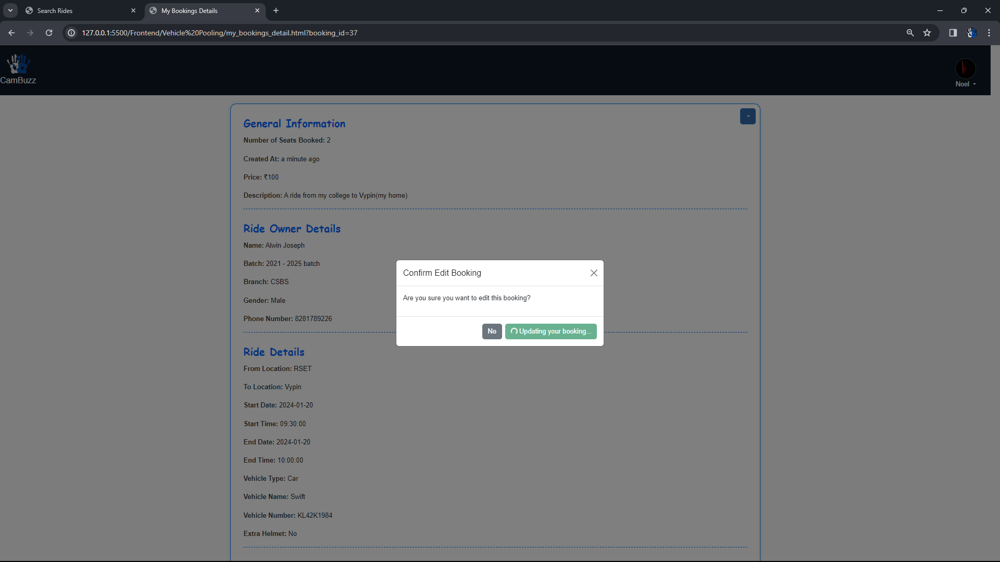 Search Rides
My Bookings Details
127.0.0.1:5500/Frontend/Vehicle%20Pooling/my_bookings_detail.html?booking_id=37
CamBuzz
Noel
General Information
Number of Seats Booked: 2
Created At: a minute ago
Price: ₹100
Description: A ride from my college to Vypin(my home)
Ride Owner Details
Name: Alwin Joseph
Batch: 2021 - 2025 batch
Branch: CSBS
Gender: Male
Phone Number: 8281789226
Confirm Edit Booking
Are you sure you want to edit this booking?
No
Updating your booking...
Ride Details
From Location: RSET
To Location: Vypin
Start Date: 2024-01-20
Start Time: 09:30:00
End Date: 2024-01-20
End Time: 10:00:00
Vehicle Type: Car
Vehicle Name: Swift
Vehicle Number: KL42K1984
Extra Helmet: No